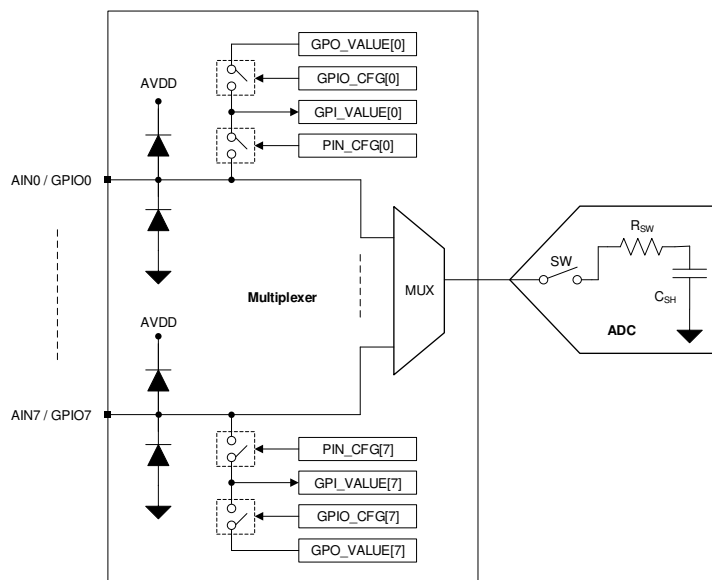 GPO_VALUE[0]
GPIO_CFG[0]
AVDD
GPI_VALUE[0]
PIN_CFG[0]
AIN0 / GPIO0
RSW
SW
MUX
CSH
Multiplexer
ADC
AVDD
AIN7 / GPIO7
PIN_CFG[7]
GPI_VALUE[7]
GPIO_CFG[7]
GPO_VALUE[7]